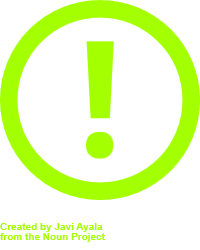 !
Created by Javi Ayala
from the Noun Project